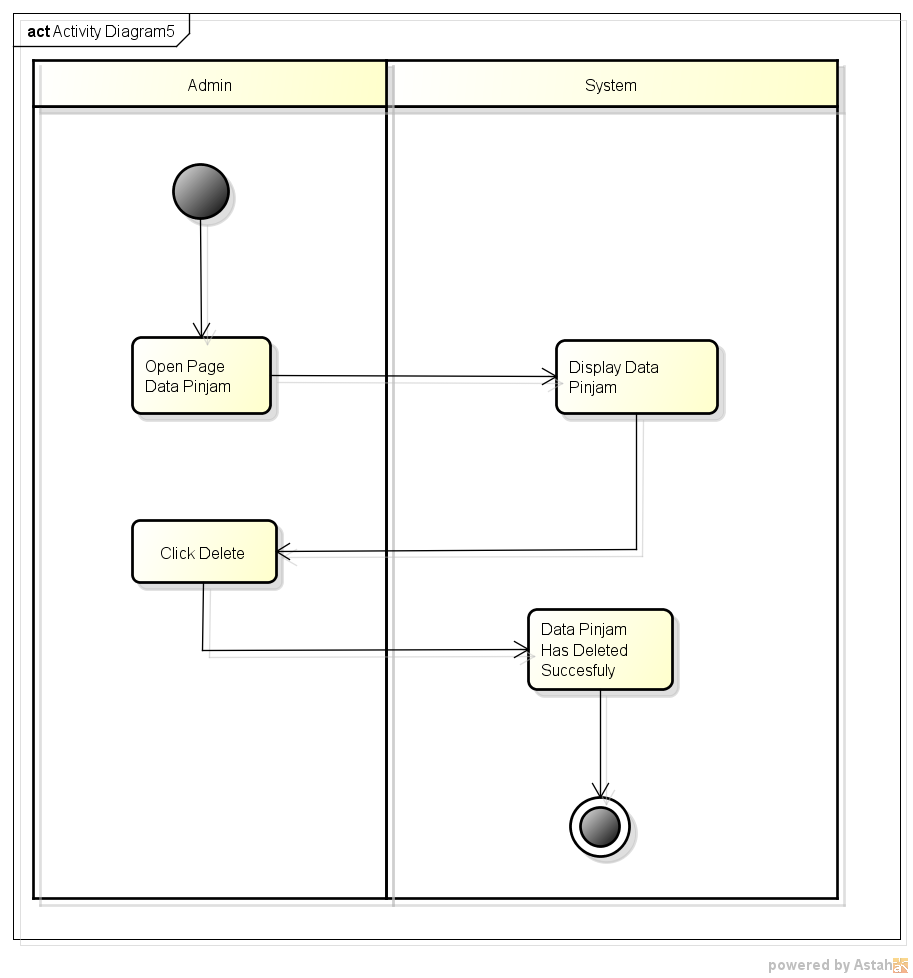 act Activity Diagram5
Admin
System
Open Page
Data Pinjam
Display Data
Pinjam
Click Delete
Data Pinjam
Has Deleted
Succesfuly
powered by Astah